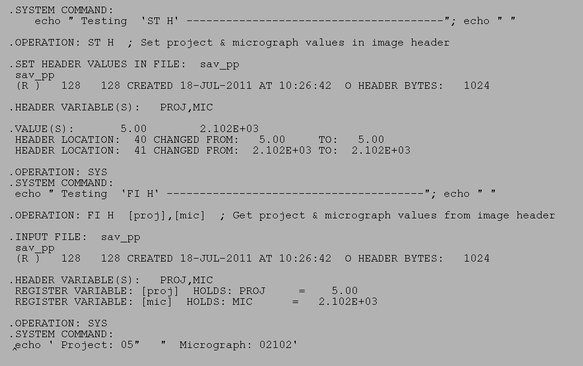 .SYSTEM COMMAND:
echo " Testing 'ST H' --------------------------------------"; echo " "
.OPERATION: ST H ; Set project & micrograph values in image header
.SET HEADER VALUES IN FILE: sav_pp
sav_pp
(R ) 128 128 CREATED 18-JUL-2011 AT 10:26:42 O HEADER BYTES: 1024
.HEADER VARIABLE(S): PROJ,MIC
.VALUE(S): 5.00 2.102E+03
HEADER LOCATION: 40 CHANGED FROM: 5.00 TO: 5.00
HEADER LOCATION: 41 CHANGED FROM: 2.102E+03 TO: 2.102E+03
.OPERATION: SYS
.SYSTEM COMMAND:
echo " Testing 'FI H' --------------------------------------"; echo " "
.OPERATION: FI H [proj],[mic] ; Get project & micrograph values from image header
.INPUT FILE: sav_pp
sav_pp
(R ) 128 128 CREATED 18-JUL-2011 AT 10:26:42 O HEADER BYTES: 1024
.HEADER VARIABLE(S): PROJ,MIC
REGISTER VARIABLE: [proj] HOLDS: PROJ = 5.00
REGISTER VARIABLE: [mic] HOLDS: MIC = 2.102E+03
.OPERATION: SYS
.SYSTEM COMMAND:
echo ' Project: 05" " Micrograph: 02102'